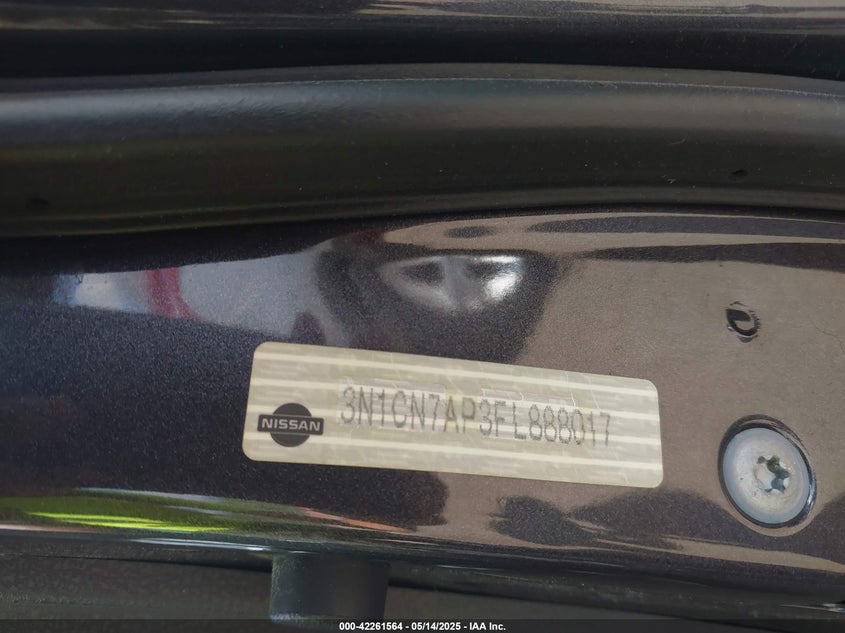 NISSAN
3N1CN7AP3FL888017
000-42261564 - 05/14/2025 - IAA Inc.